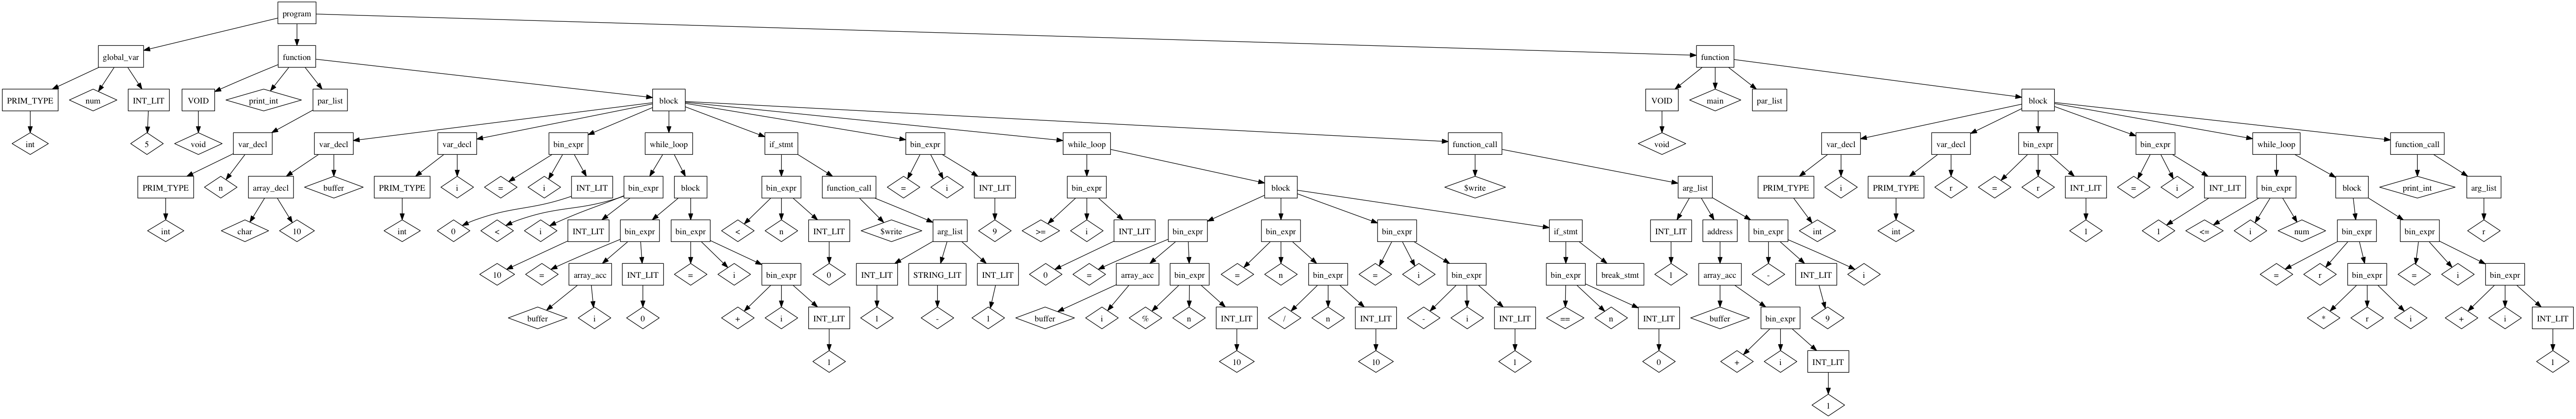 program
global_var function function
PRIM_TYPE num INT_LIT VOID print_int par_list block VOID main par_list block
int 5 void var_decl var_decl var_decl bin_expr while_loop if_stmt bin_expr while_loop function_call void var_decl var_decl bin_expr bin_expr while_loop function_call
PRIM_TYPE n array_decl buffer PRIM_TYPE i = i INT_LIT bin_expr block bin_expr function_call = i INT_LIT bin_expr block $write arg_list PRIM_TYPE i PRIM_TYPE r = r INT_LIT = i INT_LIT bin_expr block print_int arg_list
int char 10 int 0 < i INT_LIT bin_expr bin_expr < n INT_LIT $write arg_list 9 >= i INT_LIT bin_expr bin_expr bin_expr if_stmt INT_LIT address bin_expr int int 1 1 <= i num bin_expr bin_expr r
10 = array_acc INT_LIT = i bin_expr 0 INT_LIT STRING_LIT INT_LIT 0 = array_acc bin_expr = n bin_expr = i bin_expr bin_expr break_stmt 1 array_acc - INT_LIT i = r bin_expr = i bin_expr
buffer i 0 + i INT_LIT 1 - 1 buffer i % n INT_LIT / n INT_LIT - i INT_LIT == n INT_LIT buffer bin_expr 9 * r i + i INT_LIT
1 10 10 1 0 + i INT_LIT 1
1